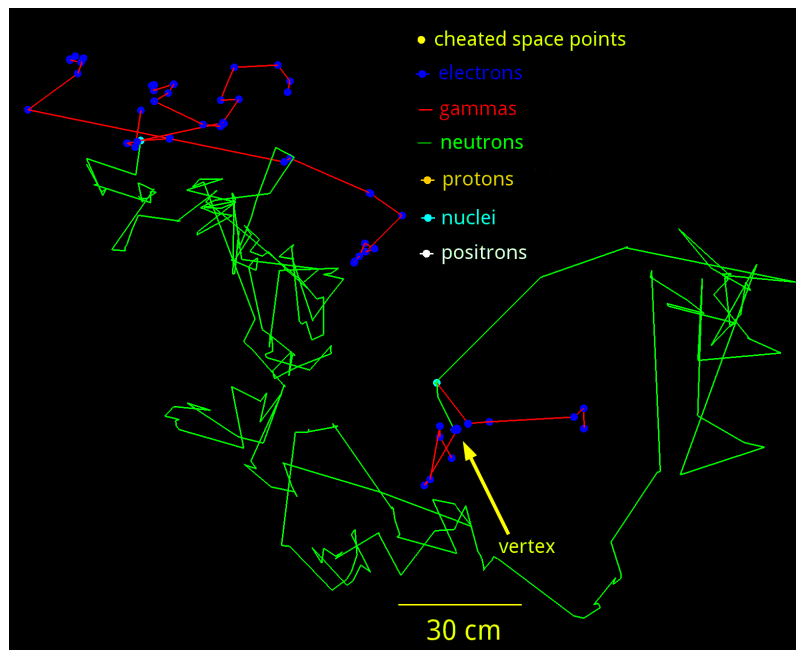 cheated space points
electrons
gammas
neutrons
protons
nuclei
positrons
vertex
30 cm